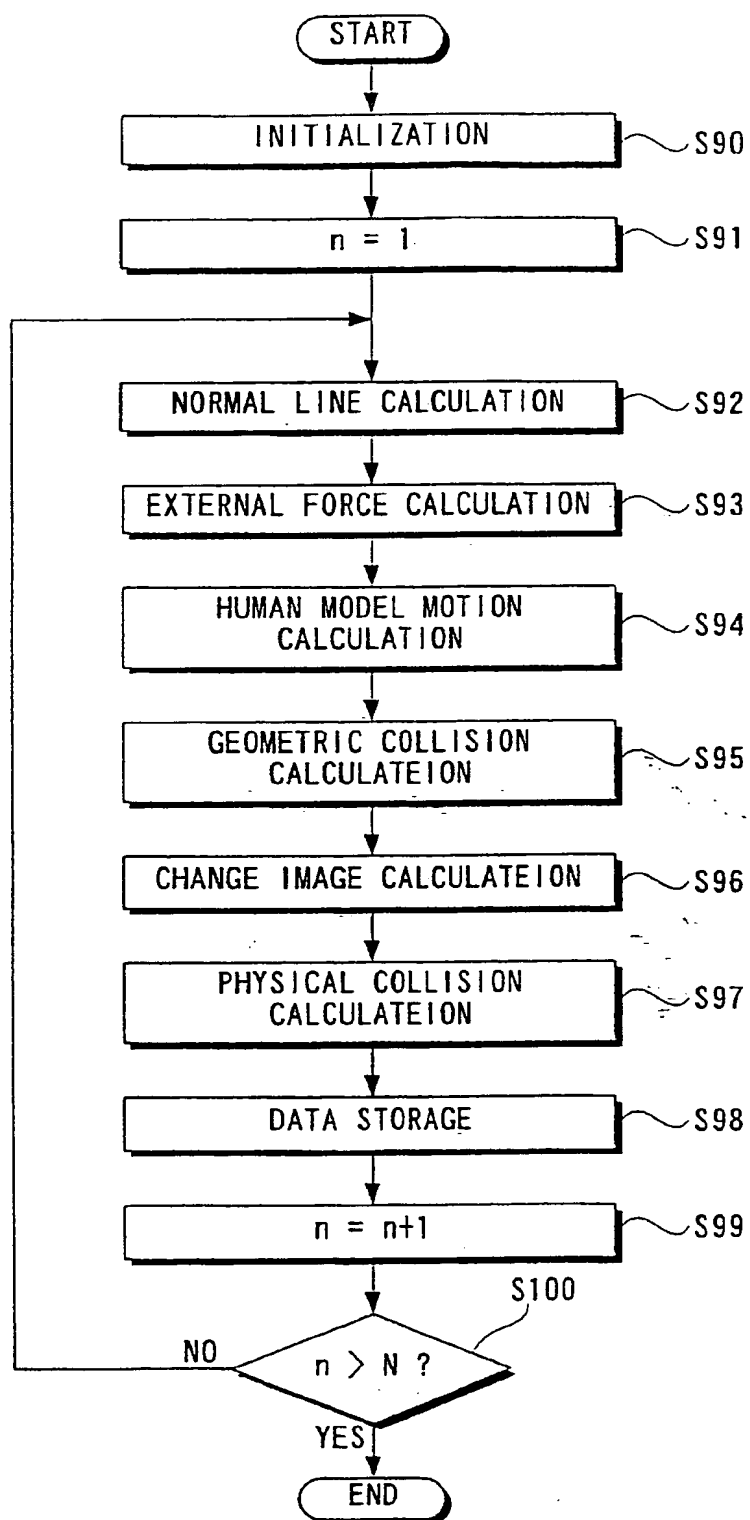 START
INITIALIZATION
S90
n = 1
S91
NORMAL LINE CALCULATION
S92
EXTERNAL FORCE CALCULATION
S93
HUMAN MODEL MOTION
CALCULATION
S94
GEOMETRIC COLLISION
CALCULATEION
S95
CHANGE IMAGE CALCULATEION
S96
PHYSICAL COLLISION
CALCULATEION
S97
DATA STORAGE
S98
n = n+1
S99
S100
NO
n > N ?
YES
END